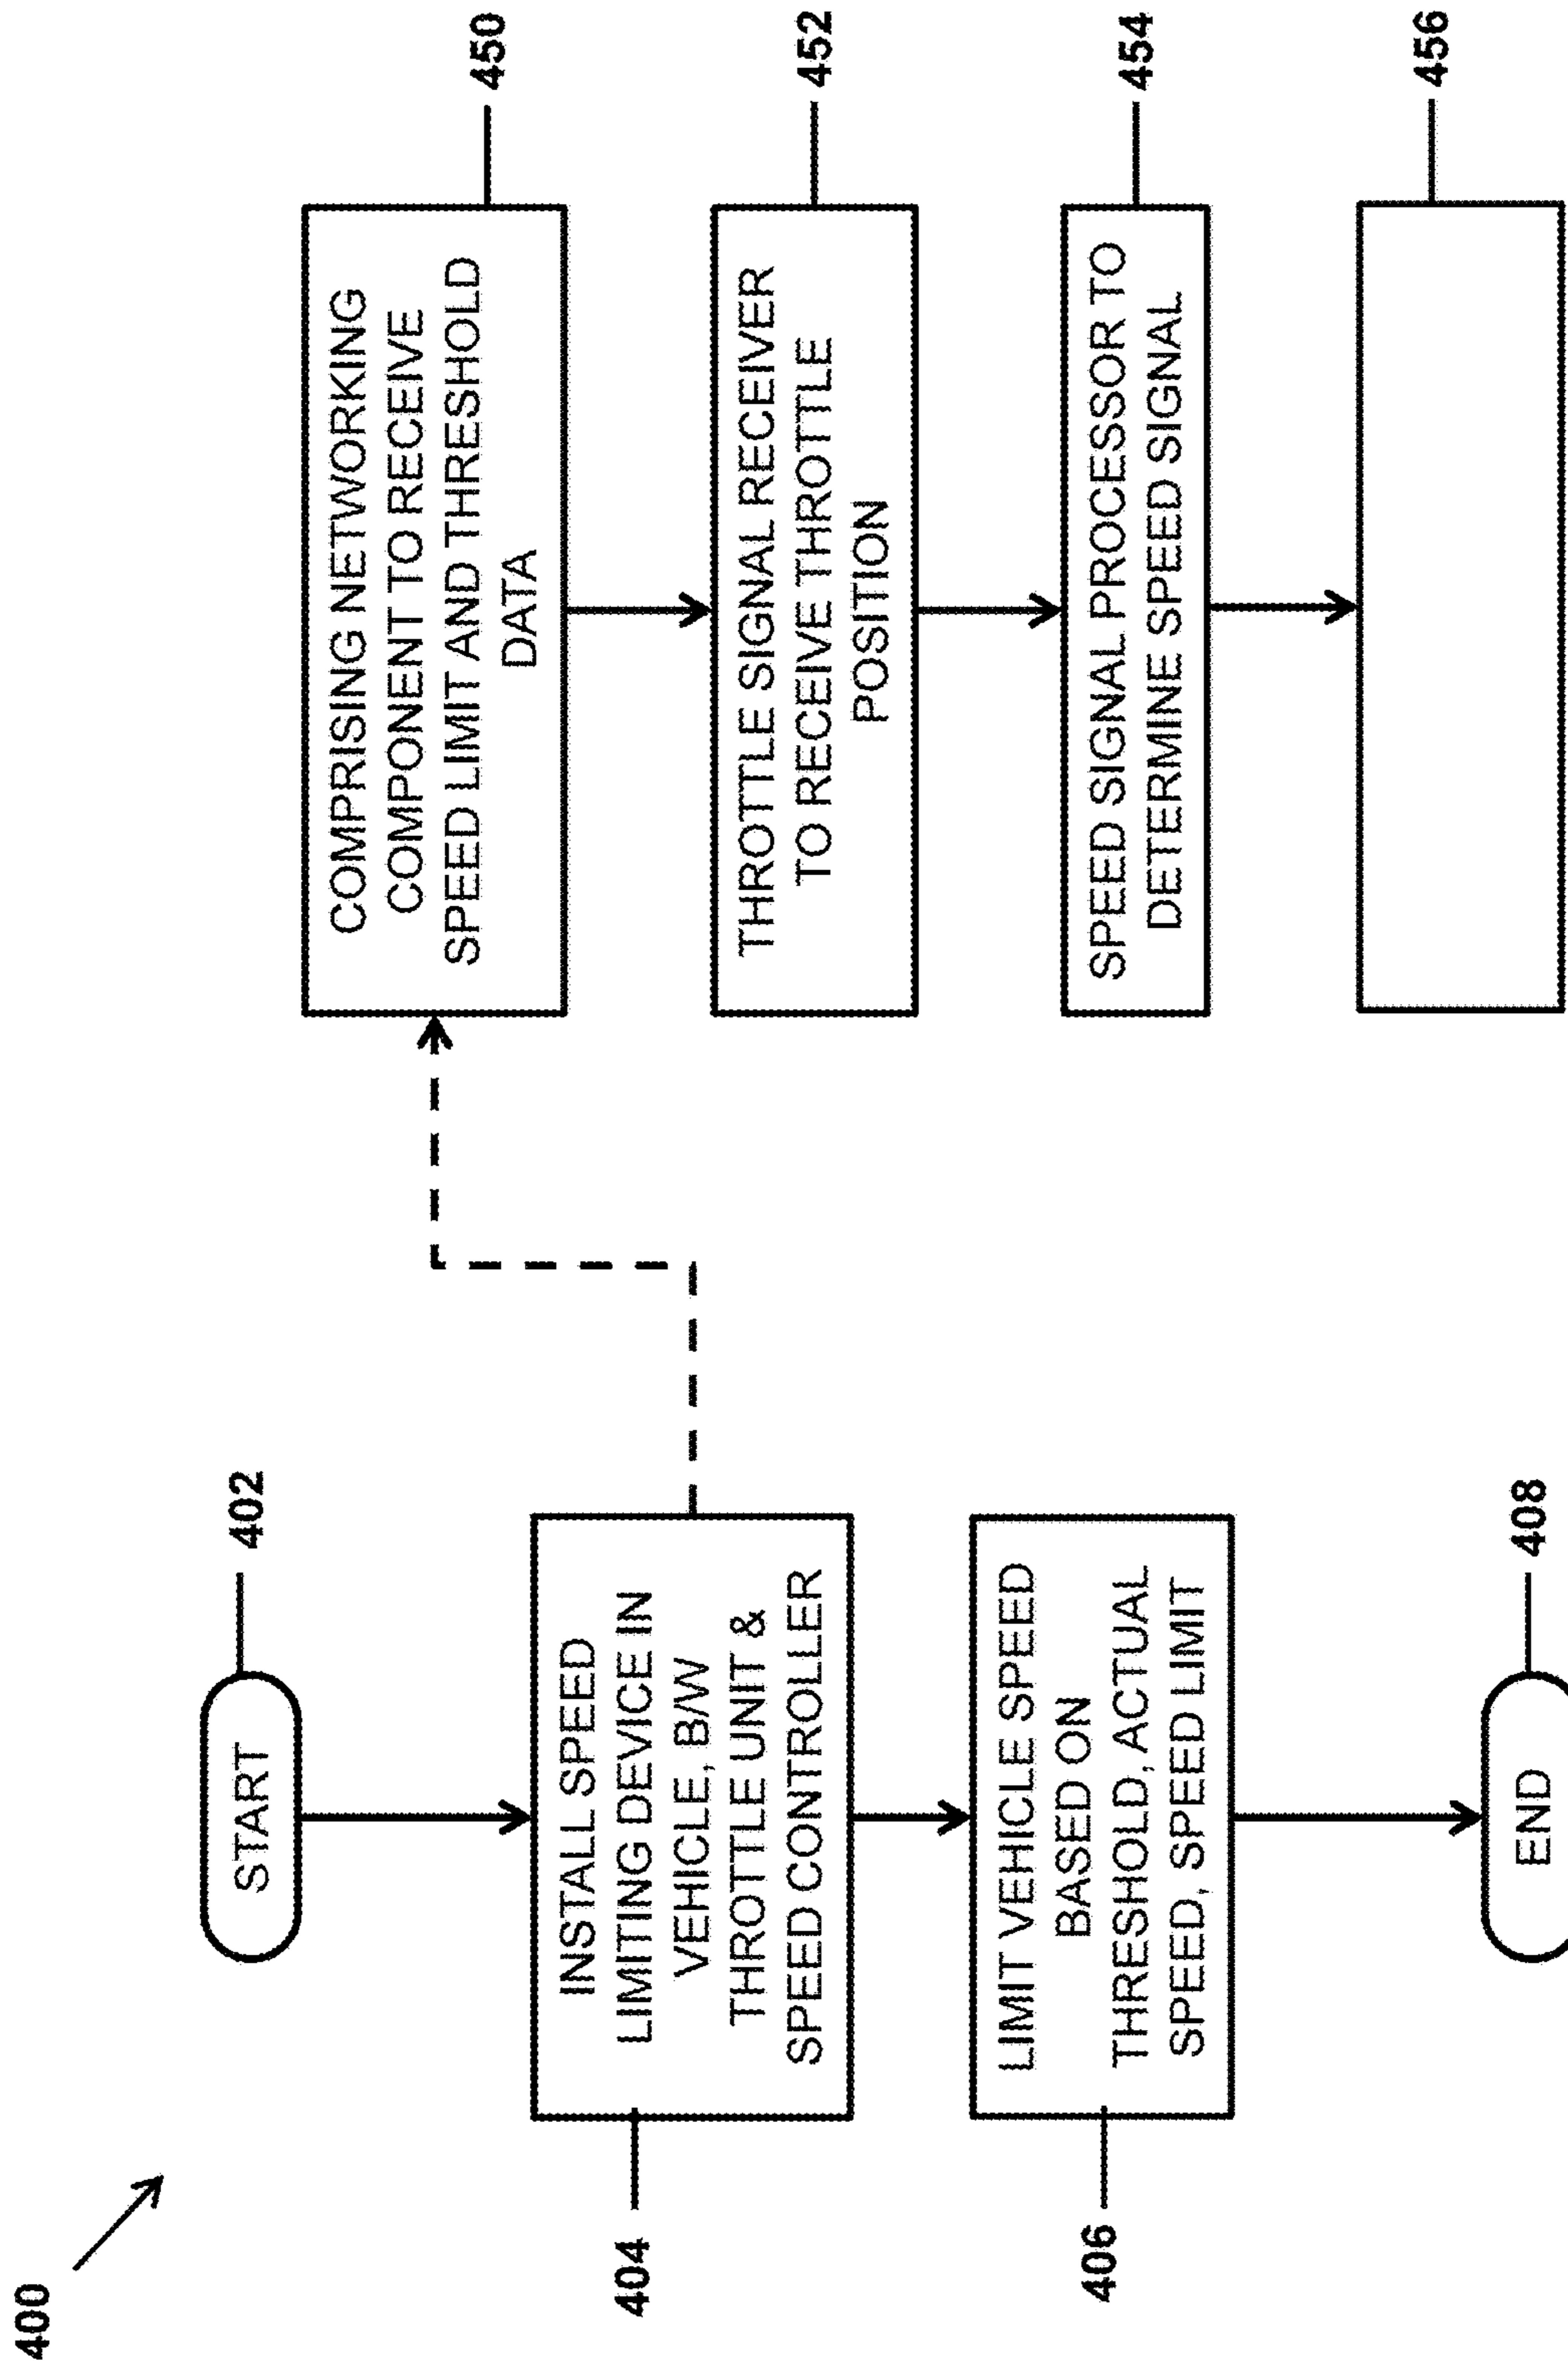 400
START
402
INSTALL SPEED
LIMITING DEVICE IN
VEHICLE, B/W
THROTTLE UNIT &
SPEED CONTROLLER
404
LIMIT VEHICLE SPEED
BASED ON
THRESHOLD, ACTUAL
SPEED, SPEED LIMIT
406
END
408
COMPRISING NETWORKING
COMPONENT TO RECEIVE
SPEED LIMIT AND THRESHOLD
DATA
450
THROTTLE SIGNAL RECEIVER
TO RECEIVE THROTTLE
POSITION
452
SPEED SIGNAL PROCESSOR TO
DETERMINE SPEED SIGNAL
454
456